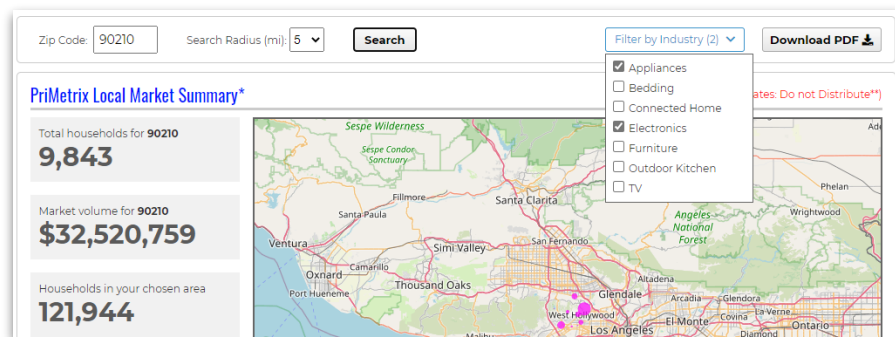 Zip Code: 90210 Search Radius (mi): 5 Search Filter by Industry (2) Download PDF
Appliances
Bedding
Connected Home
Electronics
Furniture
Outdoor Kitchen
TV
PriMetrix Local Market Summary*
ates: Do not Distribute**)
Total households for 90210
9,843
Market volume for 90210
$32,520,759
Households in your chosen area
121,944
Sespe Wilderness
Sespe Condor
Sanctuary
Fillmore
Santa Clarita
Santa Paula
Phelan
Wrightwood
Angeles
National
Forest
Ventura
Simi Valley
San Fernando
Oxnard
Camarillo
Thousand Oaks
Port Hueneme
Altadena
Glendale
Arcadia
Glendora
West Hollywood
Los Angeles
El Monte
Covina
La Verne
Ontario
Malibu
Diamond